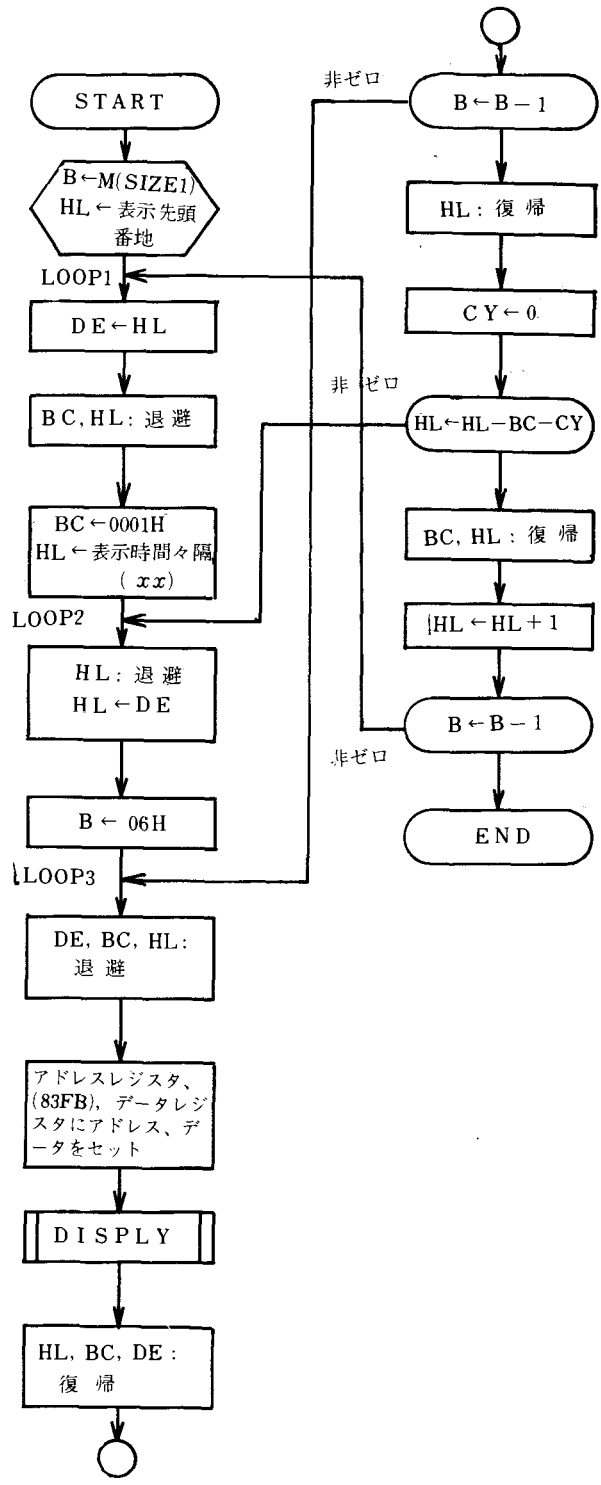 START
B←M(SIZE1)
HL←表示先頭
番地
LOOP1
DE←HL
BC,HL:退避
BC←0001H
HL←表示時間々隔
(xx)
LOOP2
HL:退避
HL←DE
B←06H
LOOP3
DE, BC, HL:
退避
アドレスレジスタ、
(83FB), データレジ
スタにアドレス、デ
ータをセット
DISPLY
HL, BC, DE:
復帰
非ゼロ
B←B-1
HL:復帰
CY←0
非ゼロ
HL←HL-BC-CY
BC, HL:復帰
HL←HL+1
B←B-1
非ゼロ
END